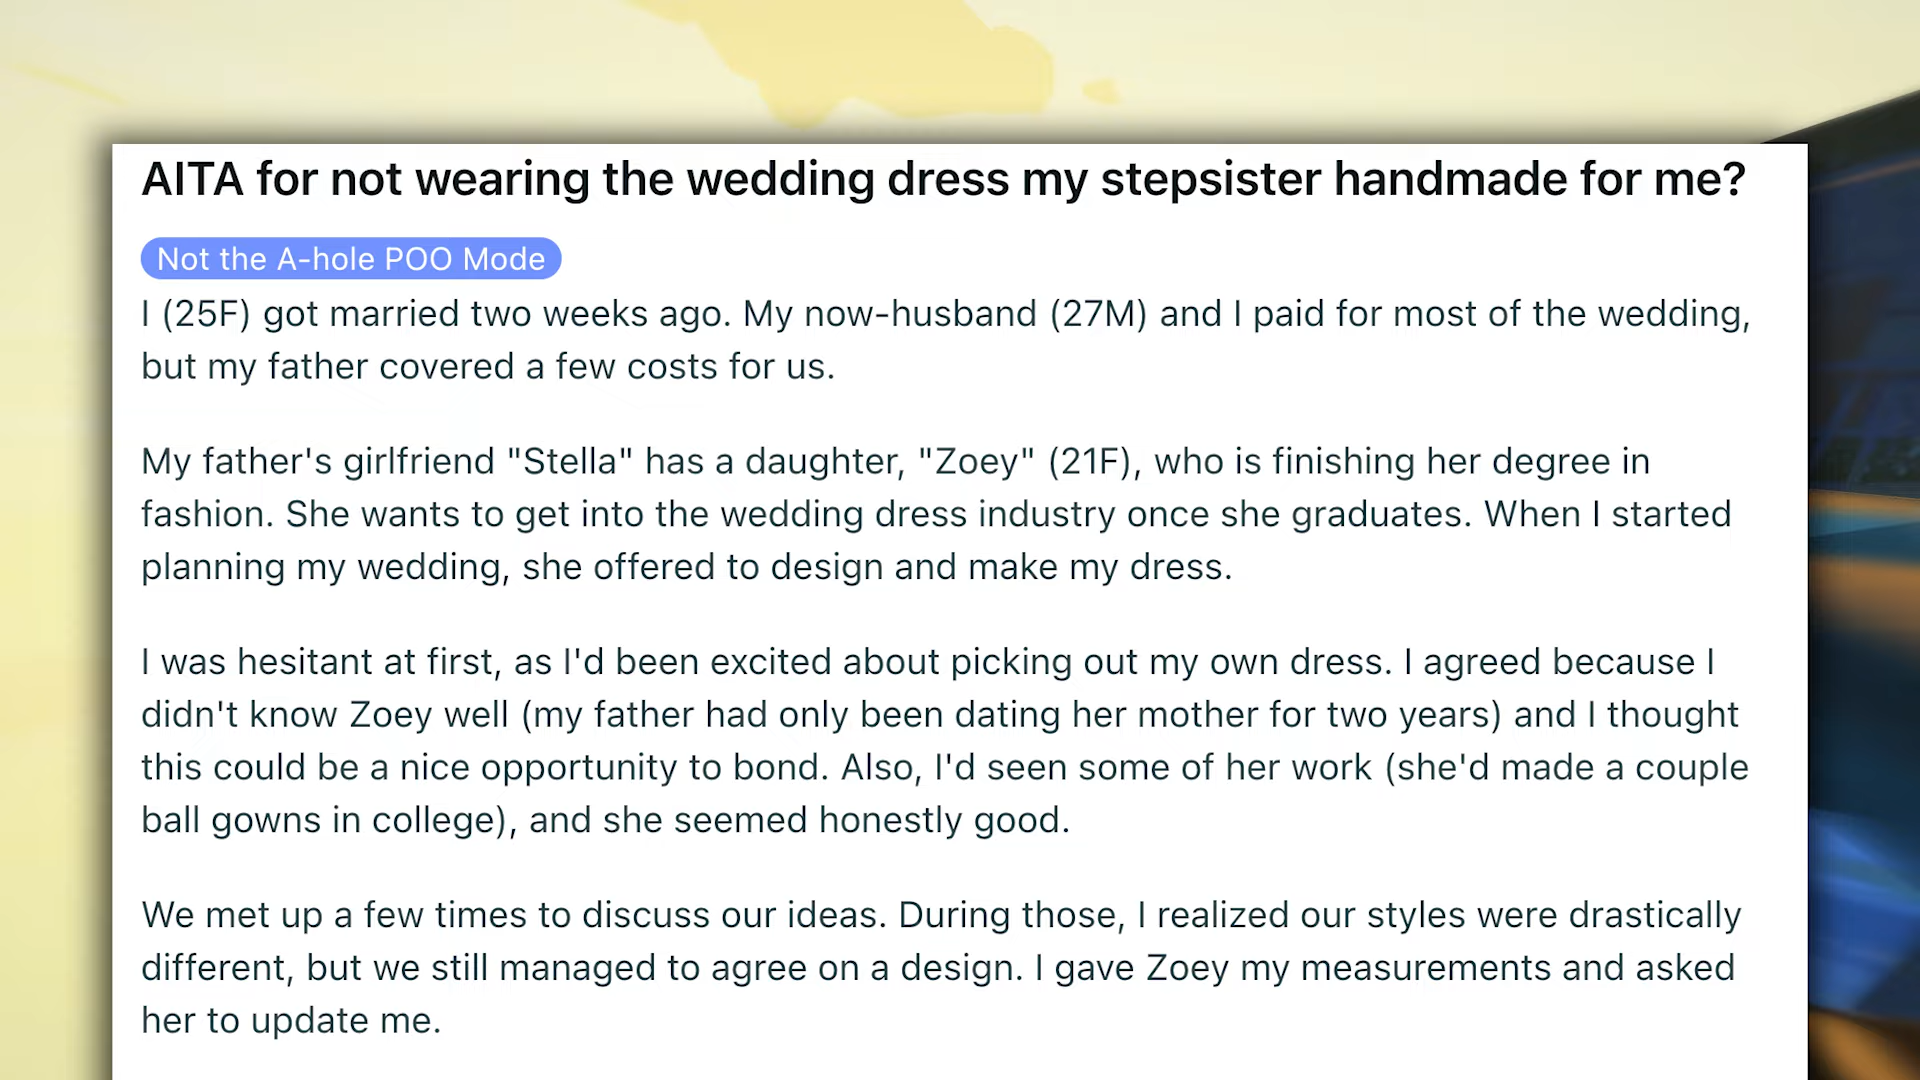 AITA for not wearing the wedding dress my stepsister handmade for me?
Not the A-hole POO Mode
I (25F) got married two weeks ago. My now-husband (27M) and I paid for most of the wedding,
but my father covered a few costs for us.
My father's girlfriend "Stella" has a daughter, "Zoey" (21F), who is finishing her degree in
fashion. She wants to get into the wedding dress industry once she graduates. When I started
planning my wedding, she offered to design and make my dress.
I was hesitant at first, as I'd been excited about picking out my own dress. I agreed because I
didn't know Zoey well (my father had only been dating her mother for two years) and I thought
this could be a nice opportunity to bond. Also, I'd seen some of her work (she'd made a couple
ball gowns in college), and she seemed honestly good.
We met up a few times to discuss our ideas. During those, I realized our styles were drastically
different, but we still managed to agree on a design. I gave Zoey my measurements and asked
her to update me.